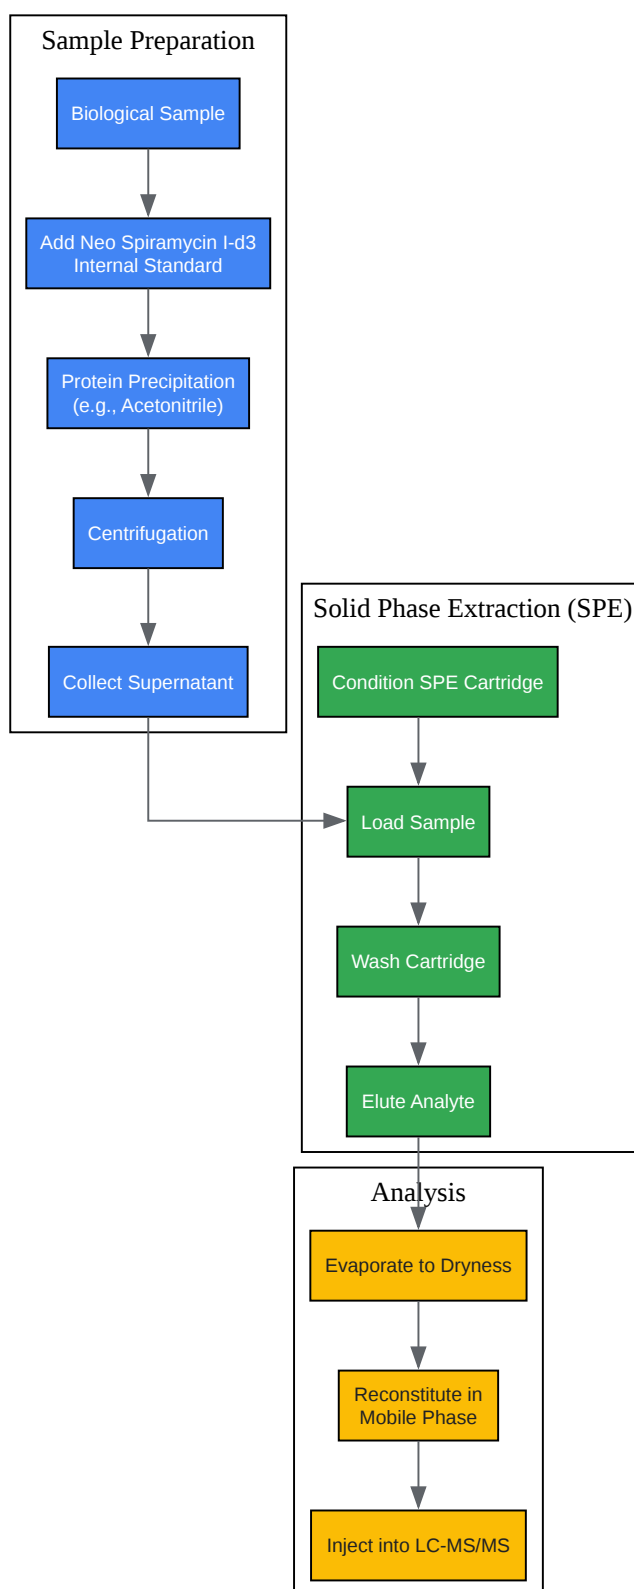 Sample Preparation
Biological Sample
Add Neo Spiramycin I-d3
Internal Standard
Protein Precipitation
(e.g., Acetonitrile)
Centrifugation
Collect Supernatant
Solid Phase Extraction (SPE)
Condition SPE Cartridge
Load Sample
Wash Cartridge
Elute Analyte
Analysis
Evaporate to Dryness
Reconstitute in
Mobile Phase
Inject into LC-MS/MS